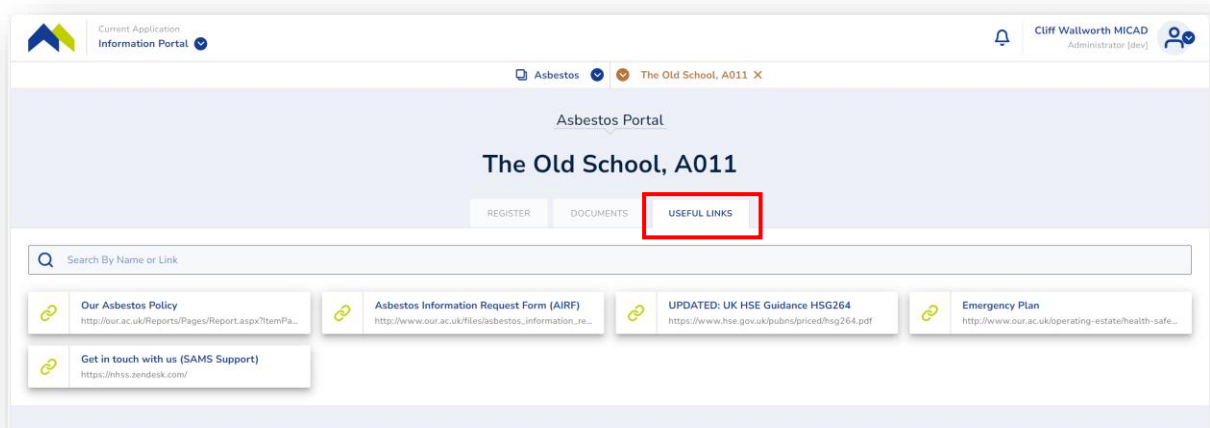 Current Application
Information Portal
Cliff Wallworth MICAD
Administrator [dev]
Asbestos
The Old School, A011
Asbestos Portal
The Old School, A011
REGISTER
DOCUMENTS
USEFUL LINKS
Search By Name or Link
Our Asbestos Policy
http://our.ac.uk/Reports/Pages/Report.aspx?ItemPa...
Asbestos Information Request Form (AIRF)
http://www.our.ac.uk/files/asbestos_information_re...
UPDATED: UK HSE Guidance HSG264
https://www.hse.gov.uk/pubns/priced/hsg264.pdf
Emergency Plan
http://www.our.ac.uk/operating-estate/health-safe...
Get in touch with us (SAMS Support)
https://nhss.zendesk.com/